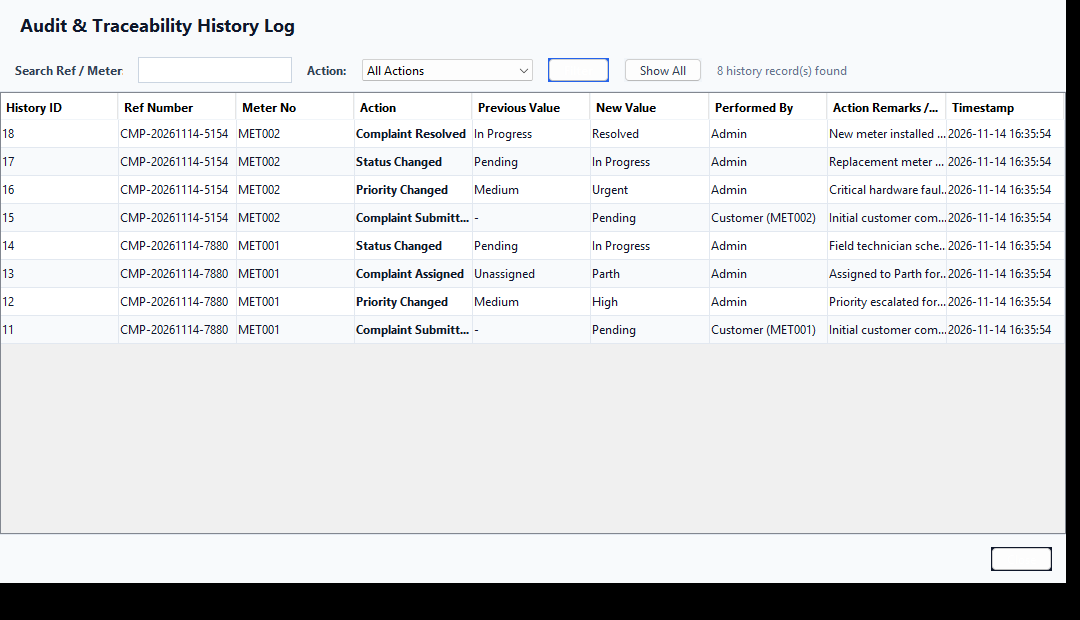 Audit & Traceability History Log
Search Ref / Meter Action: All Actions Show All 8 history record(s) found
History ID Ref Number Meter No Action Previous Value New Value Performed By Action Remarks /... Timestamp
18 CMP-20261114-5154 MET002 Complaint Resolved In Progress Resolved Admin New meter installed ... 2026-11-14 16:35:54
17 CMP-20261114-5154 MET002 Status Changed Pending In Progress Admin Replacement meter ... 2026-11-14 16:35:54
16 CMP-20261114-5154 MET002 Priority Changed Medium Urgent Admin Critical hardware faul... 2026-11-14 16:35:54
15 CMP-20261114-5154 MET002 Complaint Submitt... - Pending Customer (MET002) Initial customer com... 2026-11-14 16:35:54
14 CMP-20261114-7880 MET001 Status Changed Pending In Progress Admin Field technician sche... 2026-11-14 16:35:54
13 CMP-20261114-7880 MET001 Complaint Assigned Unassigned Parth Admin Assigned to Parth for... 2026-11-14 16:35:54
12 CMP-20261114-7880 MET001 Priority Changed Medium High Admin Priority escalated for... 2026-11-14 16:35:54
11 CMP-20261114-7880 MET001 Complaint Submitt... - Pending Customer (MET001) Initial customer com... 2026-11-14 16:35:54